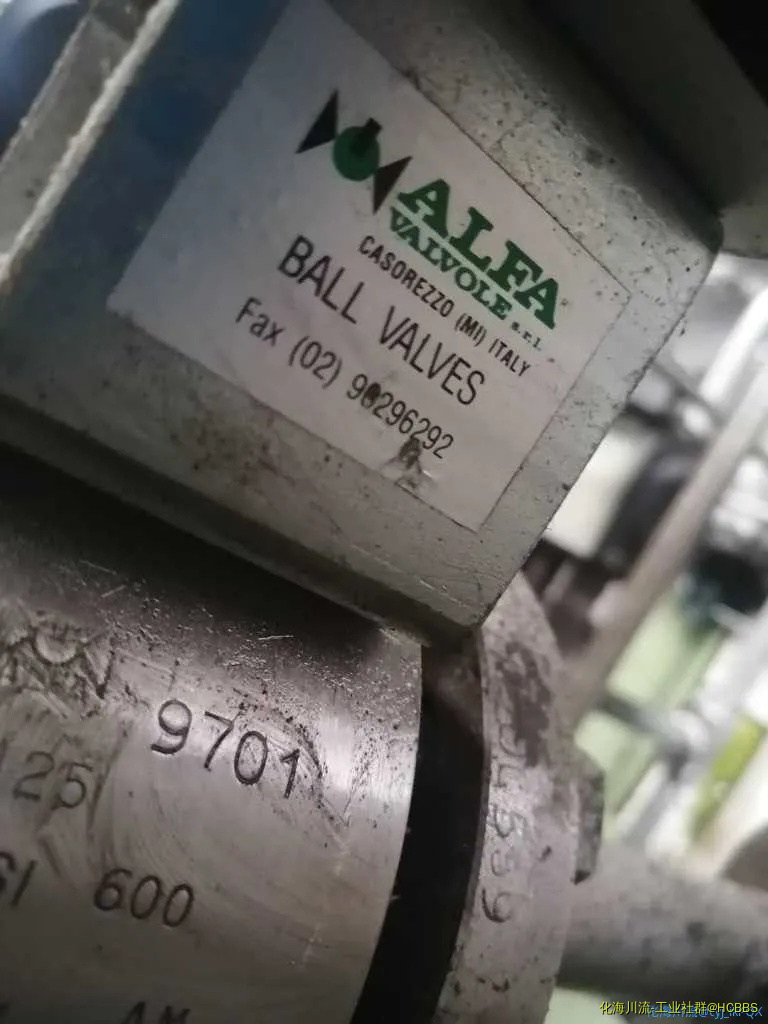 ALFA
VALVOLE s.r.l.
CASOREZZO (MI) ITALY
BALL VALVES
Fax (02) 90296292
9701
125
600
化海川流-工业社群@HCBBS